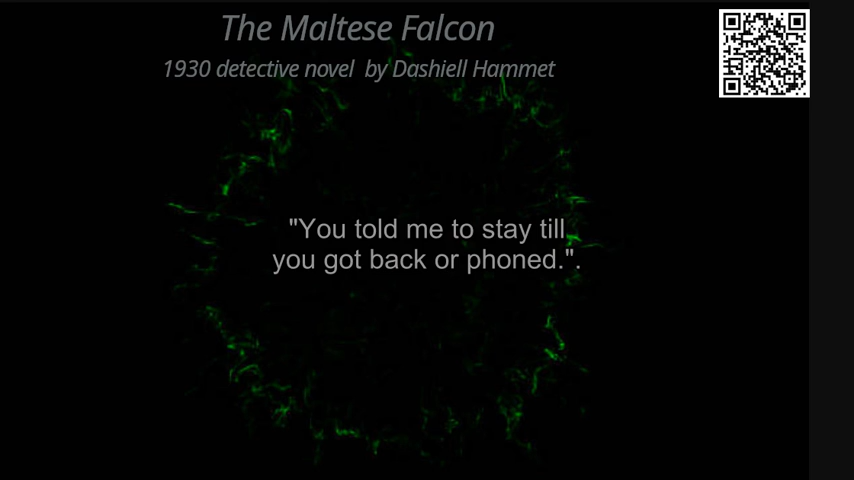 The Maltese Falcon
1930 detective novel by Dashiell Hammet
"You told me to stay till
you got back or phoned.".